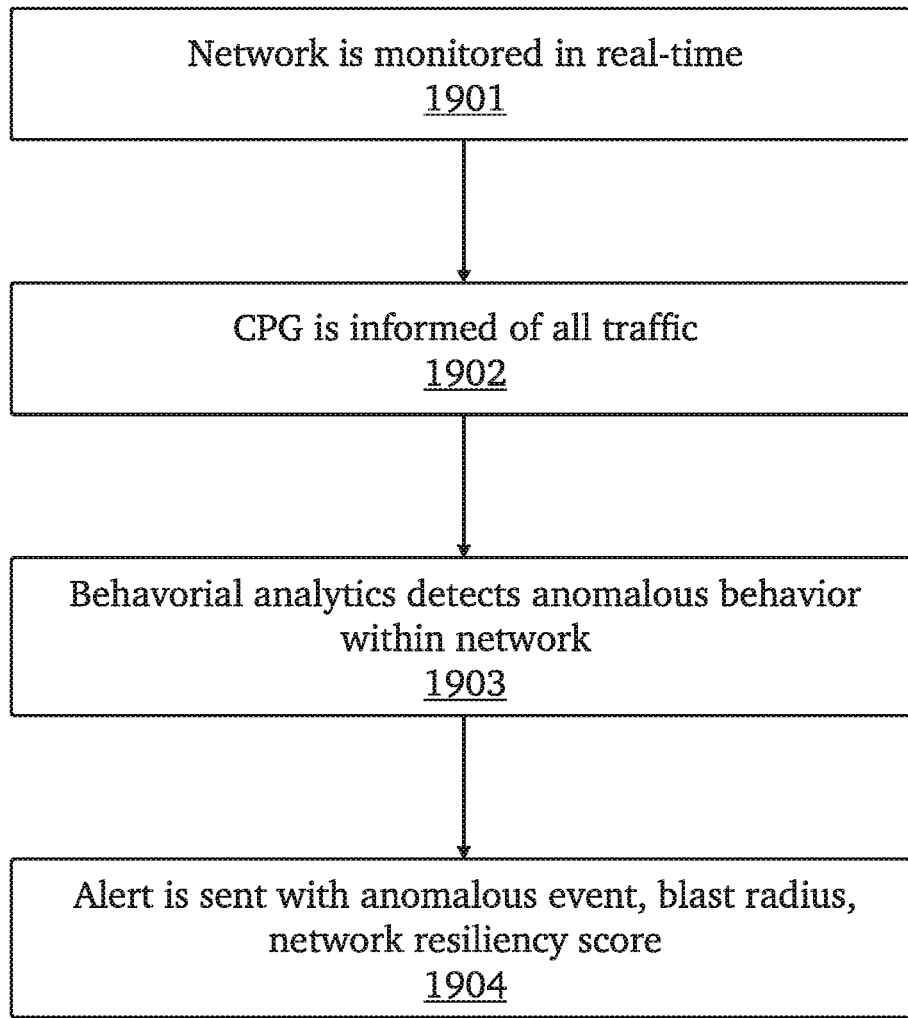 Network is monitored in real-time
1901
CPG is informed of all traffic
1902
Behavorial analytics detects anomalous behavior
within network
1903
Alert is sent with anomalous event, blast radius,
network resiliency score
1904